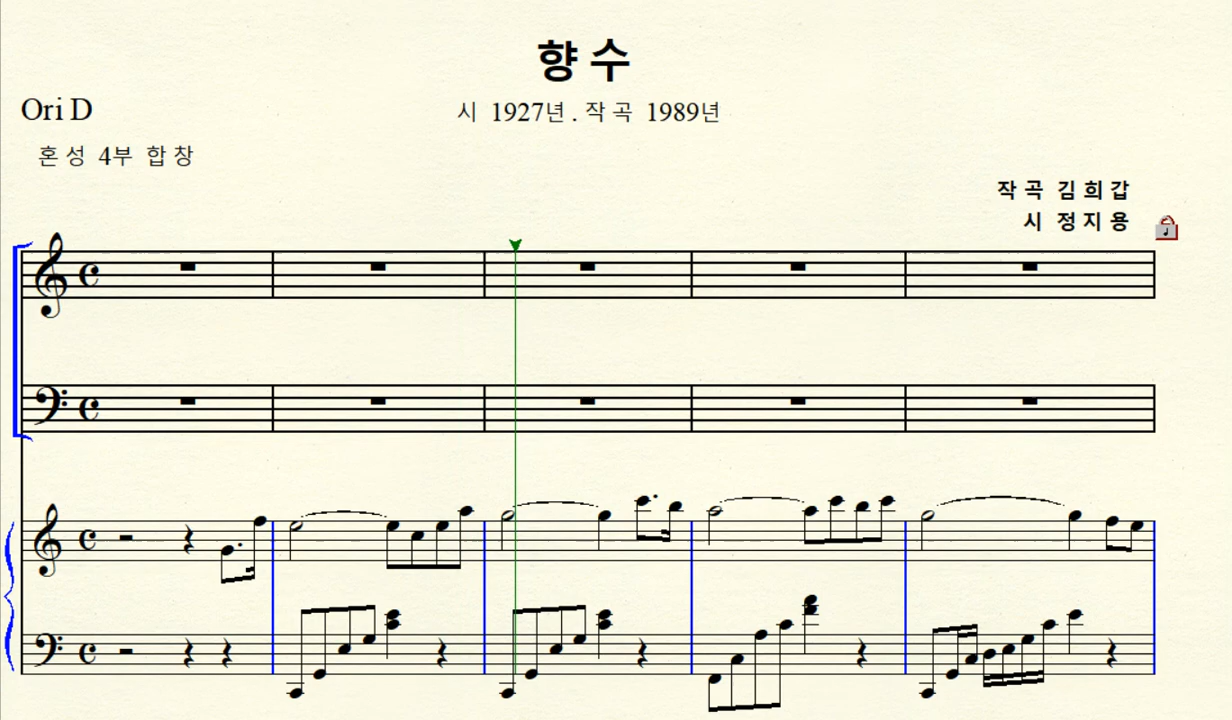 향 수
Ori D
시 1927년 . 작 곡 1989년
혼 성 4부 합 창
작 곡 김 희 갑
시 정 지 용